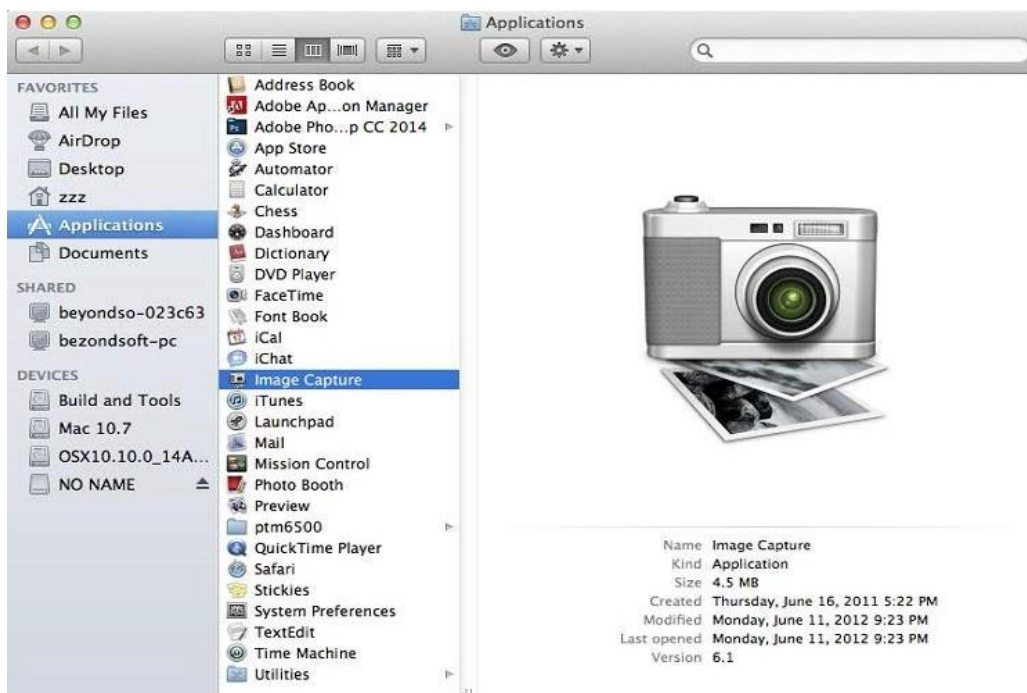 Applications
FAVORITES
All My Files
AirDrop
Desktop
zzz
Applications
Documents
SHARED
beyondso-023c63
bezondsoft-pc
DEVICES
Build and Tools
Mac 10.7
OSX10.10.0_14A...
NO NAME
Address Book
Adobe Ap...on Manager
Adobe Pho...p CC 2014
App Store
Automator
Calculator
Chess
Dashboard
Dictionary
DVD Player
FaceTime
Font Book
iCal
iChat
Image Capture
iTunes
Launchpad
Mail
Mission Control
Photo Booth
Preview
ptm6500
QuickTime Player
Safari
Stickies
System Preferences
TextEdit
Time Machine
Utilities
Name Image Capture
Kind Application
Size 4.5 MB
Created Thursday, June 16, 2011 5:22 PM
Modified Monday, June 11, 2012 9:23 PM
Last opened Monday, June 11, 2012 9:23 PM
Version 6.1